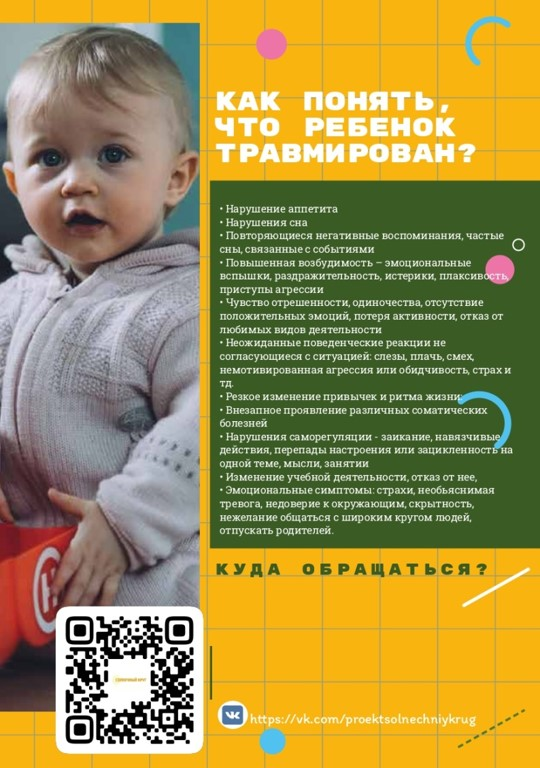 КАК ПОНЯТЬ,
ЧТО РЕБЕНОК
ТРАВМИРОВАН?
• Нарушение аппетита
• Нарушения сна
• Повторяющиеся негативные воспоминания, частые
сны, связанные с событиями
• Повышенная возбудимость – эмоциональные
вспышки, раздражительность, истерики, плаксивость,
приступы агрессии
• Чувство отрешенности, одиночества, отсутствие
положительных эмоций, потеря активности, отказ от
любимых видов деятельности
• Неожиданные поведенческие реакции не
согласующиеся с ситуацией: слезы, плачь, смех,
немотивированная агрессия или обидчивость, страх и
тд.
• Резкое изменение привычек и ритма жизни;
• Внезапное проявление различных соматических
болезней
• Нарушения саморегуляции - заикание, навязчивые
действия, перепады настроения или зацикленность на
одной теме, мысли, занятии
• Изменение учебной деятельности, отказ от нее,
• Эмоциональные симптомы: страхи, необьяснимая
тревога, недоверие к окружающим, скрытность,
нежелание общаться с широким кругом людей,
отпускать родителей.
КУДА ОБРАЩАТЬСЯ?
https://vk.com/proektsolnechniykrug